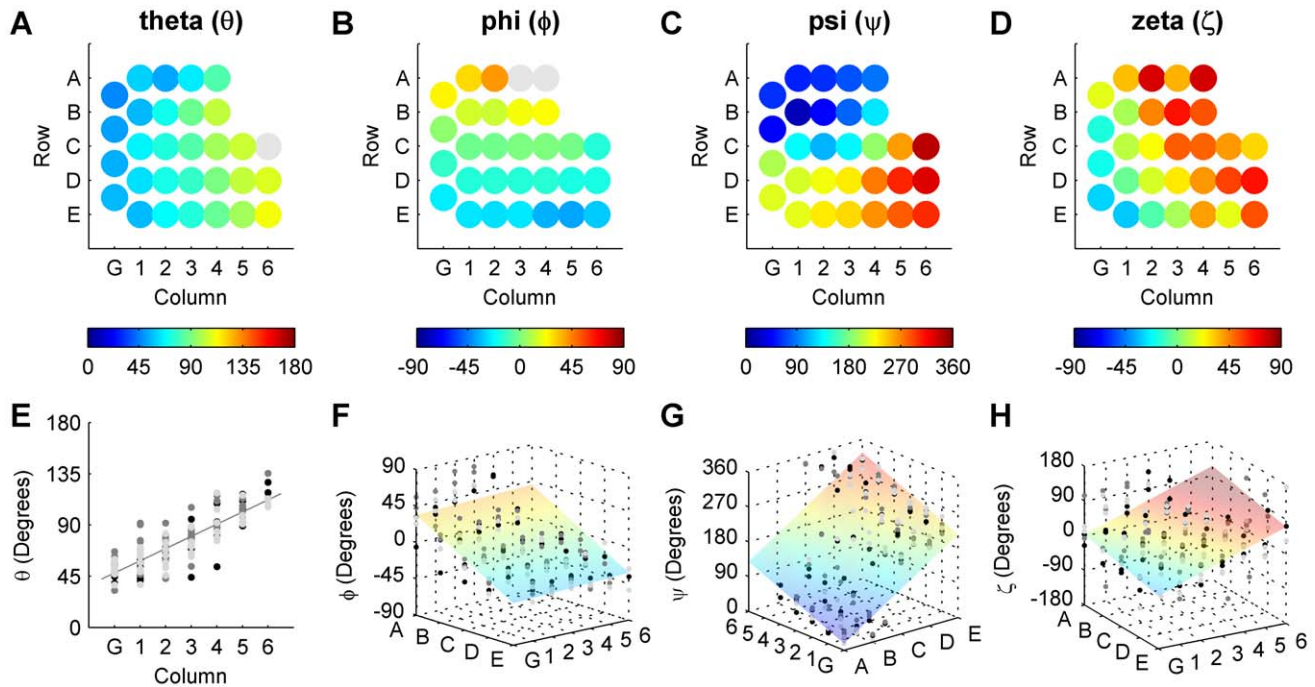 A theta (θ) B phi (ϕ) C psi (ψ) D zeta (ζ)
A A A A
B B B B
C C C C
D D D D
E E E E
Row Row Row Row
G 1 2 3 4 5 6 G 1 2 3 4 5 6 G 1 2 3 4 5 6 G 1 2 3 4 5 6
Column Column Column Column
0 45 90 135 180 -90 -45 0 45 90 0 90 180 270 360 -90 -45 0 45 90
E F G H
180
135
90
45
0
θ (Degrees)
G 1 2 3 4 5 6
Column
90
45
0
-45
-90
ϕ (Degrees)
A B C D E
G 1 2 3 4 5 6
360
270
180
90
0
ψ (Degrees)
6 5 4 3 2 1 G
A B C D E
180
90
0
-90
-180
ζ (Degrees)
A B C D E
G 1 2 3 4 5 6